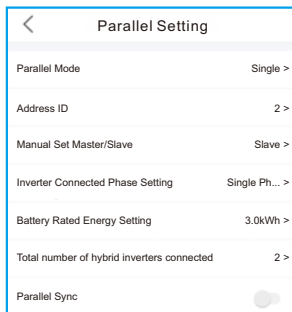 Parallel Setting
Parallel Mode Single >
Address ID 2 >
Manual Set Master/Slave Slave >
Inverter Connected Phase Setting Single Ph... >
Battery Rated Energy Setting 3.0kWh >
Total number of hybrid inverters connected 2 >
Parallel Sync